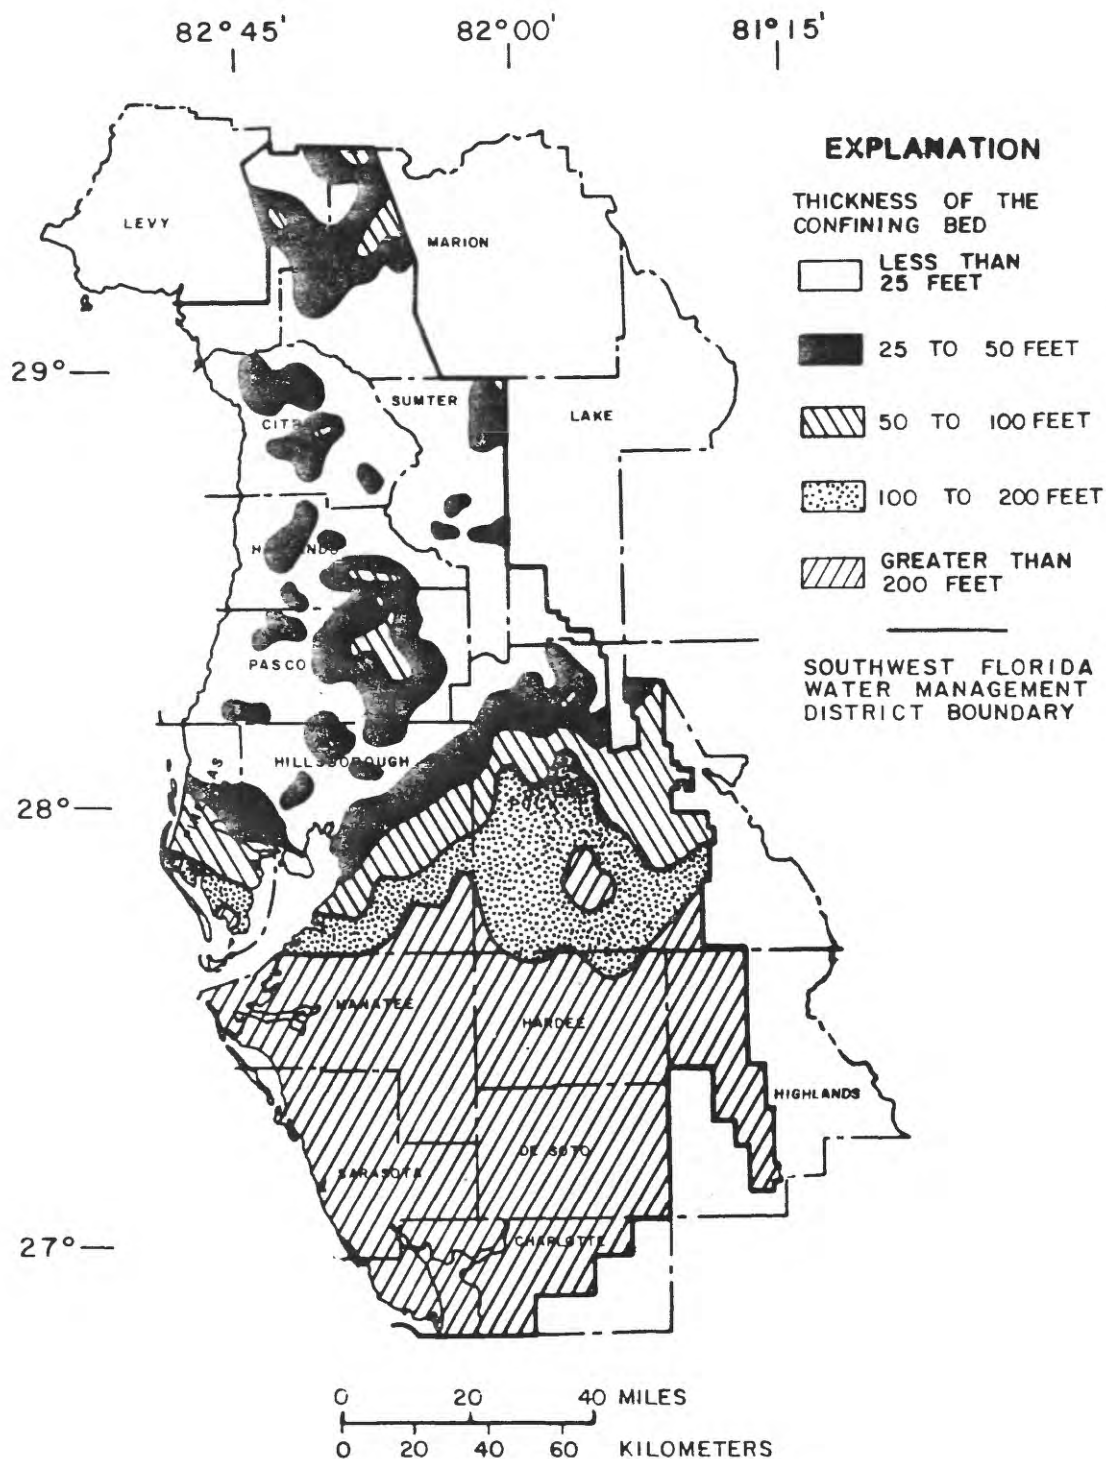 82°45' 82°00' 81°15'
EXPLANATION
THICKNESS OF THE
CONFINING BED
LESS THAN
25 FEET
25 TO 50 FEET
50 TO 100 FEET
100 TO 200 FEET
GREATER THAN
200 FEET
SOUTHWEST FLORIDA
WATER MANAGEMENT
DISTRICT BOUNDARY
LEVY
MARION
29°
SUMTER
LAKE
CIT
PASCO
HILLSBOROUGH
28°
POLK
MANATEE
HARDEE
HIGHLANDS
DE SOTO
SARASOTA
CHARLOTTE
27°
0 20 40 MILES
0 20 40 60 KILOMETERS